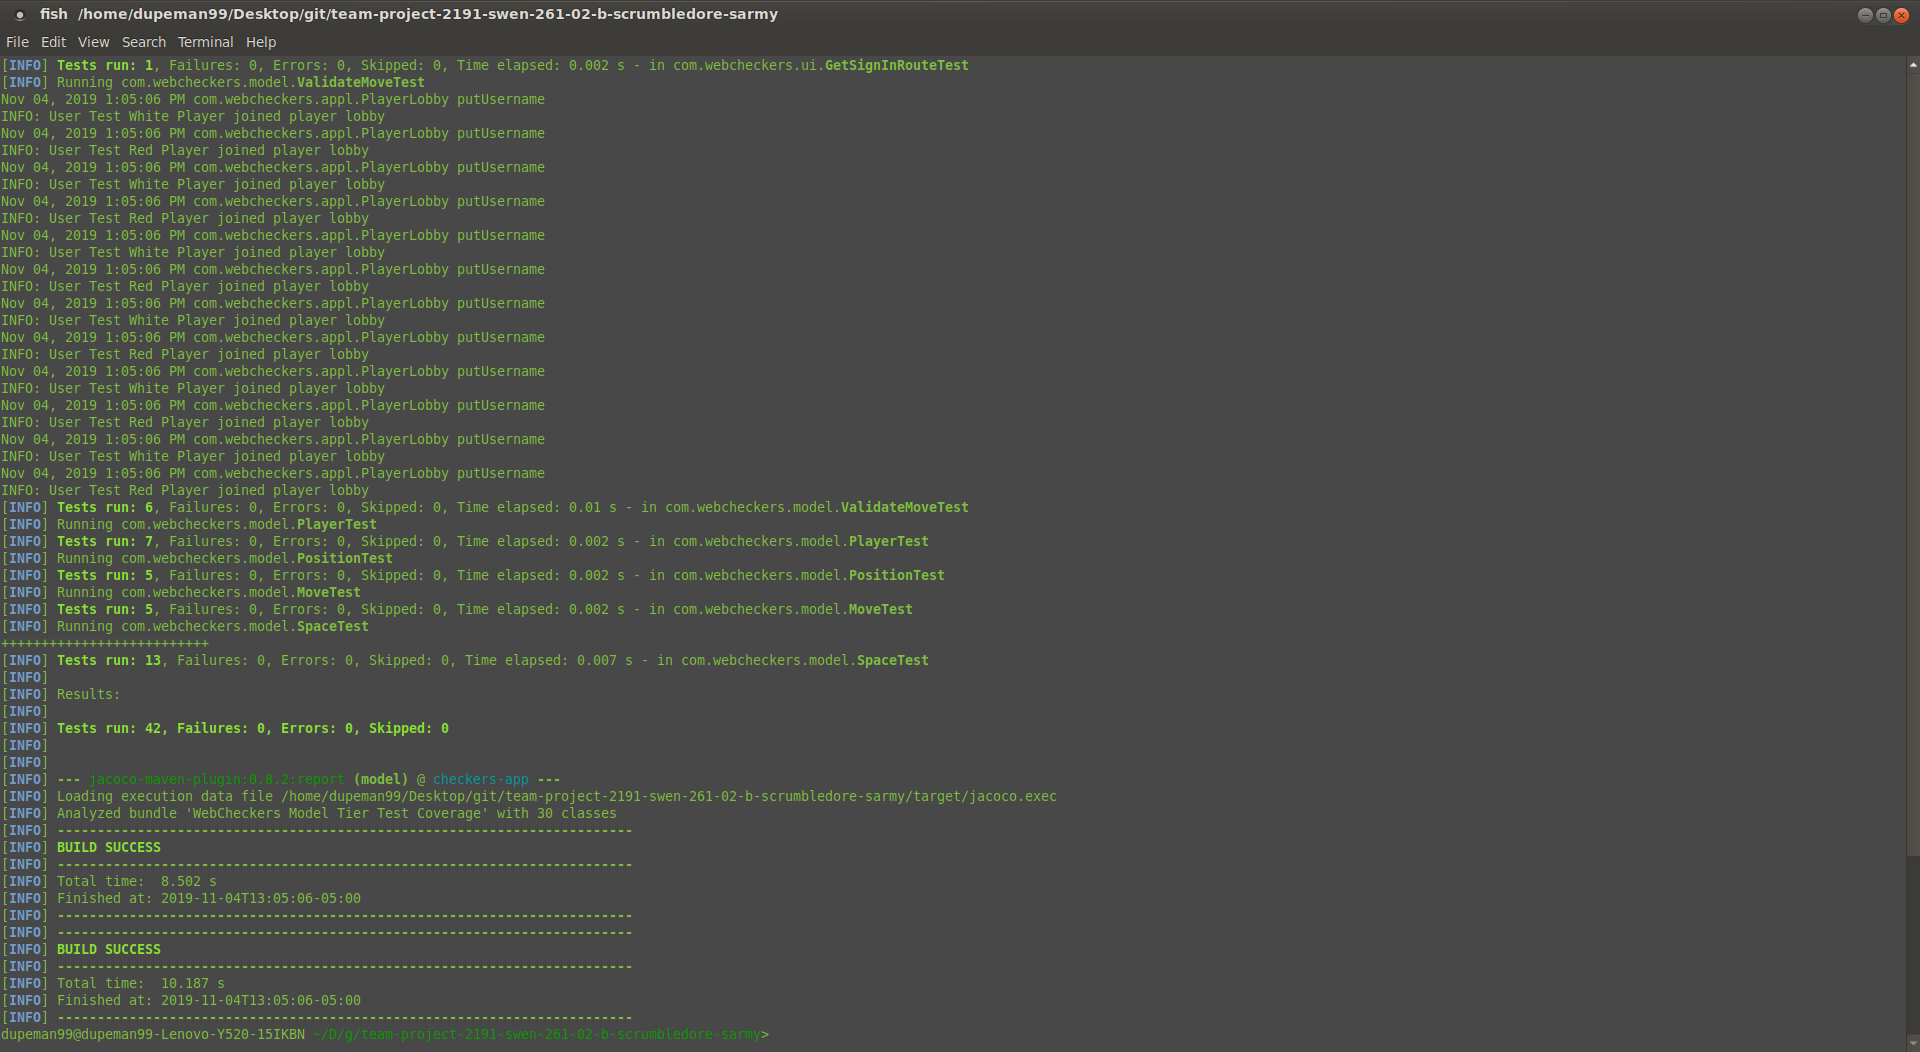 fish /home/dupeman99/Desktop/git/team-project-2191-swen-261-02-b-scrumbledore-sarmy
File Edit View Search Terminal Help
[INFO] Tests run: 1, Failures: 0, Errors: 0, Skipped: 0, Time elapsed: 0.002 s - in com.webcheckers.ui.GetSignInRouteTest
[INFO] Running com.webcheckers.model.ValidateMoveTest
Nov 04, 2019 1:05:06 PM com.webcheckers.appl.PlayerLobby putUsername
INFO: User Test White Player joined player lobby
Nov 04, 2019 1:05:06 PM com.webcheckers.appl.PlayerLobby putUsername
INFO: User Test Red Player joined player lobby
Nov 04, 2019 1:05:06 PM com.webcheckers.appl.PlayerLobby putUsername
INFO: User Test White Player joined player lobby
Nov 04, 2019 1:05:06 PM com.webcheckers.appl.PlayerLobby putUsername
INFO: User Test Red Player joined player lobby
Nov 04, 2019 1:05:06 PM com.webcheckers.appl.PlayerLobby putUsername
INFO: User Test White Player joined player lobby
Nov 04, 2019 1:05:06 PM com.webcheckers.appl.PlayerLobby putUsername
INFO: User Test Red Player joined player lobby
Nov 04, 2019 1:05:06 PM com.webcheckers.appl.PlayerLobby putUsername
INFO: User Test White Player joined player lobby
Nov 04, 2019 1:05:06 PM com.webcheckers.appl.PlayerLobby putUsername
INFO: User Test Red Player joined player lobby
Nov 04, 2019 1:05:06 PM com.webcheckers.appl.PlayerLobby putUsername
INFO: User Test White Player joined player lobby
Nov 04, 2019 1:05:06 PM com.webcheckers.appl.PlayerLobby putUsername
INFO: User Test Red Player joined player lobby
Nov 04, 2019 1:05:06 PM com.webcheckers.appl.PlayerLobby putUsername
INFO: User Test White Player joined player lobby
Nov 04, 2019 1:05:06 PM com.webcheckers.appl.PlayerLobby putUsername
INFO: User Test Red Player joined player lobby
[INFO] Tests run: 6, Failures: 0, Errors: 0, Skipped: 0, Time elapsed: 0.01 s - in com.webcheckers.model.ValidateMoveTest
[INFO] Running com.webcheckers.model.PlayerTest
[INFO] Tests run: 7, Failures: 0, Errors: 0, Skipped: 0, Time elapsed: 0.002 s - in com.webcheckers.model.PlayerTest
[INFO] Running com.webcheckers.model.PositionTest
[INFO] Tests run: 5, Failures: 0, Errors: 0, Skipped: 0, Time elapsed: 0.002 s - in com.webcheckers.model.PositionTest
[INFO] Running com.webcheckers.model.MoveTest
[INFO] Tests run: 5, Failures: 0, Errors: 0, Skipped: 0, Time elapsed: 0.002 s - in com.webcheckers.model.MoveTest
[INFO] Running com.webcheckers.model.SpaceTest
++++++++++++++++++++++++++
[INFO] Tests run: 13, Failures: 0, Errors: 0, Skipped: 0, Time elapsed: 0.007 s - in com.webcheckers.model.SpaceTest
[INFO]
[INFO] Results:
[INFO]
[INFO] Tests run: 42, Failures: 0, Errors: 0, Skipped: 0
[INFO]
[INFO]
[INFO] --- jacoco-maven-plugin:0.8.2:report (model) @ checkers-app ---
[INFO] Loading execution data file /home/dupeman99/Desktop/git/team-project-2191-swen-261-02-b-scrumbledore-sarmy/target/jacoco.exec
[INFO] Analyzed bundle 'WebCheckers Model Tier Test Coverage' with 30 classes
[INFO] ------------------------------------------------------------------------
[INFO] BUILD SUCCESS
[INFO] ------------------------------------------------------------------------
[INFO] Total time:  8.502 s
[INFO] Finished at: 2019-11-04T13:05:06-05:00
[INFO] ------------------------------------------------------------------------
[INFO] ------------------------------------------------------------------------
[INFO] BUILD SUCCESS
[INFO] ------------------------------------------------------------------------
[INFO] Total time:  10.187 s
[INFO] Finished at: 2019-11-04T13:05:06-05:00
[INFO] ------------------------------------------------------------------------
dupeman99@dupeman99-Lenovo-Y520-15IKBN ~/D/g/team-project-2191-swen-261-02-b-scrumbledore-sarmy>